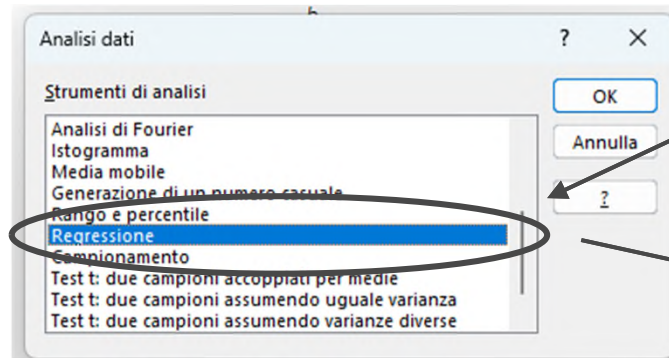 Analisi dati
?
Strumenti di analisi
OK
Analisi di Fourier
Istogramma
Annulla
Media mobile
Generazione di un numero casuale
?
Rango e percentile
Regressione
Campionamento
Test t: due campioni accoppiati per medie
Test t: due campioni assumendo uguale varianza
Test t: due campioni assumendo varianze diverse